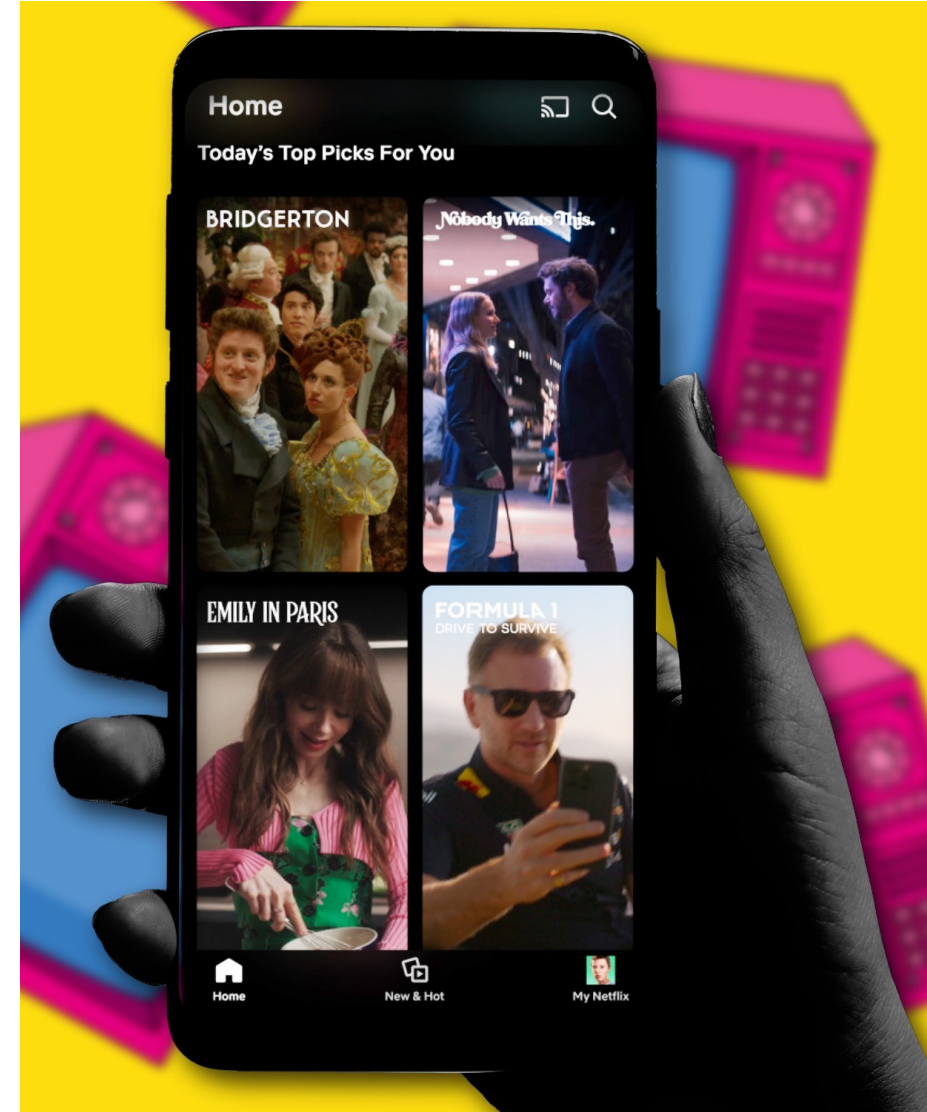 Home
Today's Top Picks For You
BRIDGERTON
Nobody Wants This.
EMILY IN PARIS
FORMULA 1
DRIVE TO SURVIVE
Home
New & Hot
My Netflix